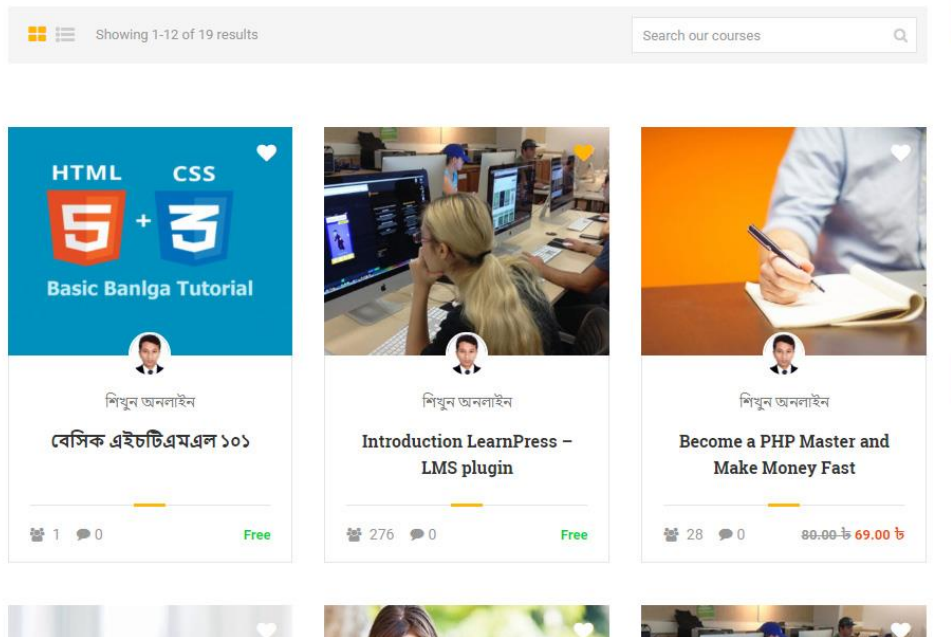 Showing 1-12 of 19 results
Search our courses
HTML CSS
5 + 3
Basic Banlga Tutorial
শিখুন অনলাইন
বেসিক এইচটিএমএল ১০১
1 0 Free
শিখুন অনলাইন
Introduction LearnPress –
LMS plugin
276 0 Free
শিখুন অনলাইন
Become a PHP Master and
Make Money Fast
28 0 80.00 ৳ 69.00 ৳